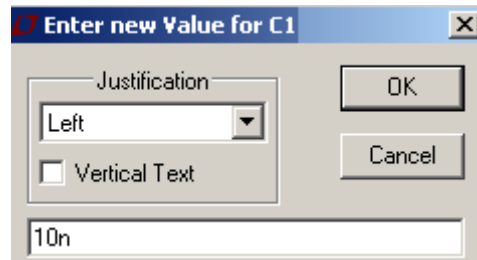 Enter new Value for C1
Justification
OK
Left
Cancel
Vertical Text
10n